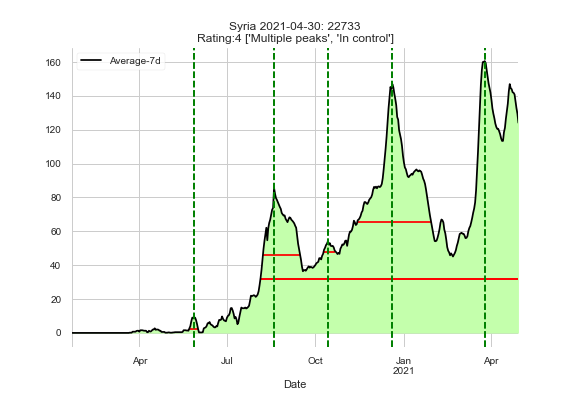 Syria 2021-04-30: 22733
Rating:4 ['Multiple peaks', 'In control']
Average-7d
160
140
120
100
80
60
40
20
0
Apr
Jul
Oct
Jan
2021
Apr
Date